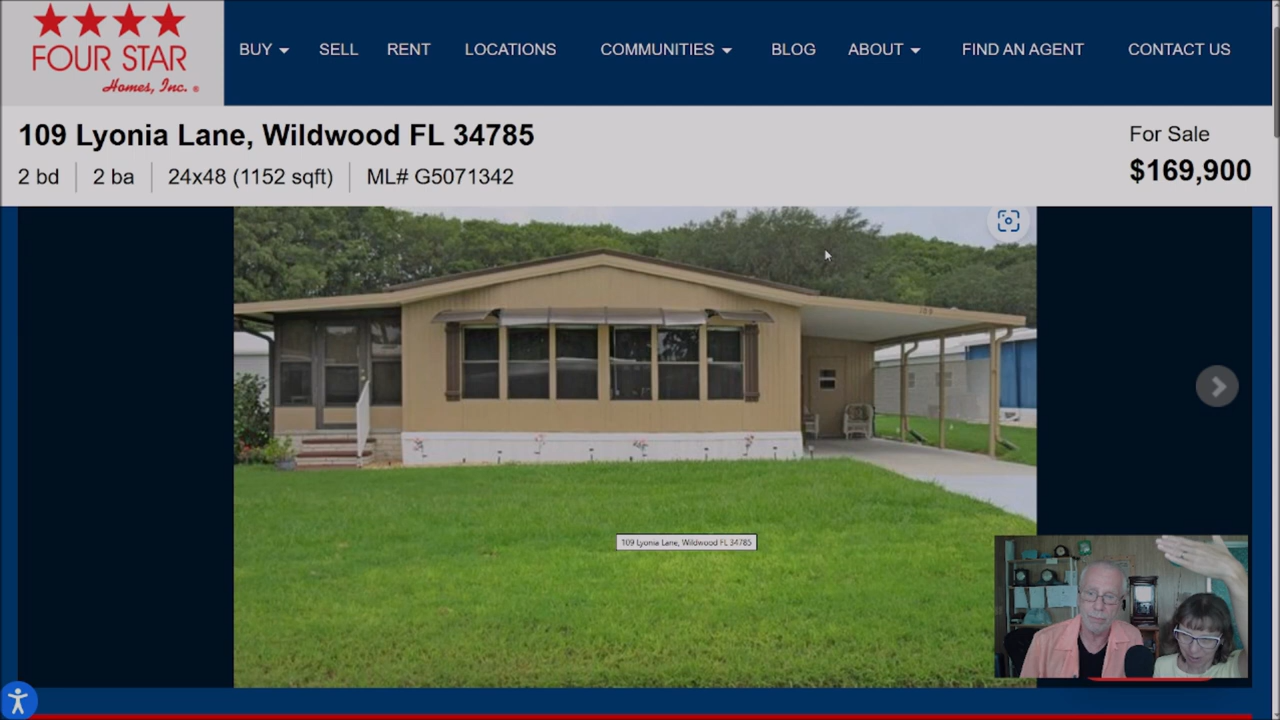 FOUR STAR
Homes, Inc. ®
BUY
SELL
RENT
LOCATIONS
COMMUNITIES
BLOG
ABOUT
FIND AN AGENT
CONTACT US
109 Lyonia Lane, Wildwood FL 34785
2 bd
2 ba
24x48 (1152 sqft)
ML# G5071342
For Sale
$169,900
109
109 Lyonia Lane, Wildwood FL 34785